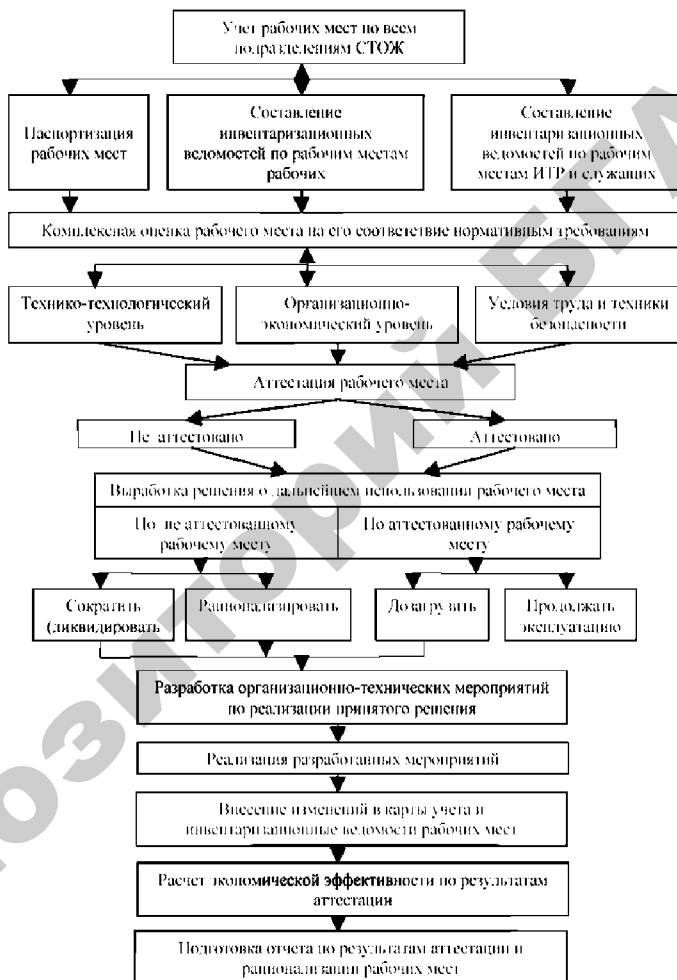 Учет рабочих мест по всем
подразделениям СТОЖ
Паспортизация
рабочих мест
Составление
инвентаризационных
ведомостей по рабочим местам
рабочих
Составление
инвентаризационных
ведомостей по рабочим
местам ИТР и служащих
Комплексная оценка рабочего места на его соответствие нормативным требованиям
Технико-технологический
уровень
Организационно-
экономический уровень
Условия труда и техники
безопасности
Аттестация рабочего места
Не аттестовано
Аттестовано
Выработка решения о дальнейшем использовании рабочего места
По не аттестованному
рабочему месту
По аттестованному рабочему
месту
Сократить
(ликвидировать
Рационализировать
Дозагрузить
Продолжать
эксплуатацию
Разработка организационно-технических мероприятий
по реализации принятого решения
Реализация разработанных мероприятий
Внесение изменений в карты учета и
инвентаризационные ведомости рабочих мест
Расчет экономической эффективности по результатам
аттестации
Подготовка отчета по результатам аттестации и
рационализации рабочих мест